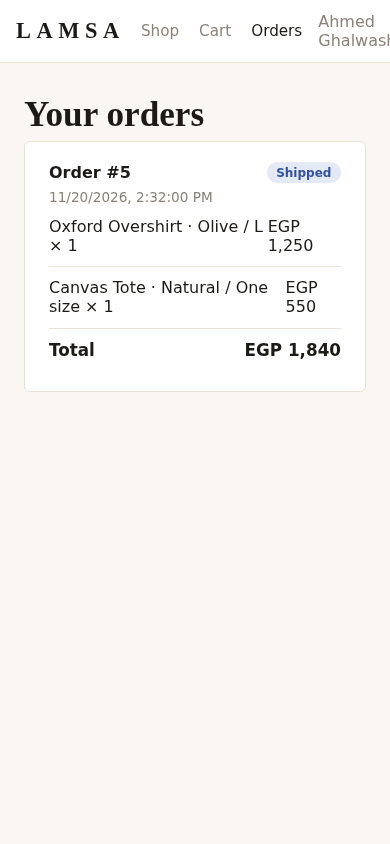 LAMSA Shop Cart Orders Ahmed
Ghalwash
Your orders
Order #5 Shipped
11/20/2026, 2:32:00 PM
Oxford Overshirt · Olive / L EGP
× 1 1,250
Canvas Tote · Natural / One EGP
size × 1 550
Total EGP 1,840